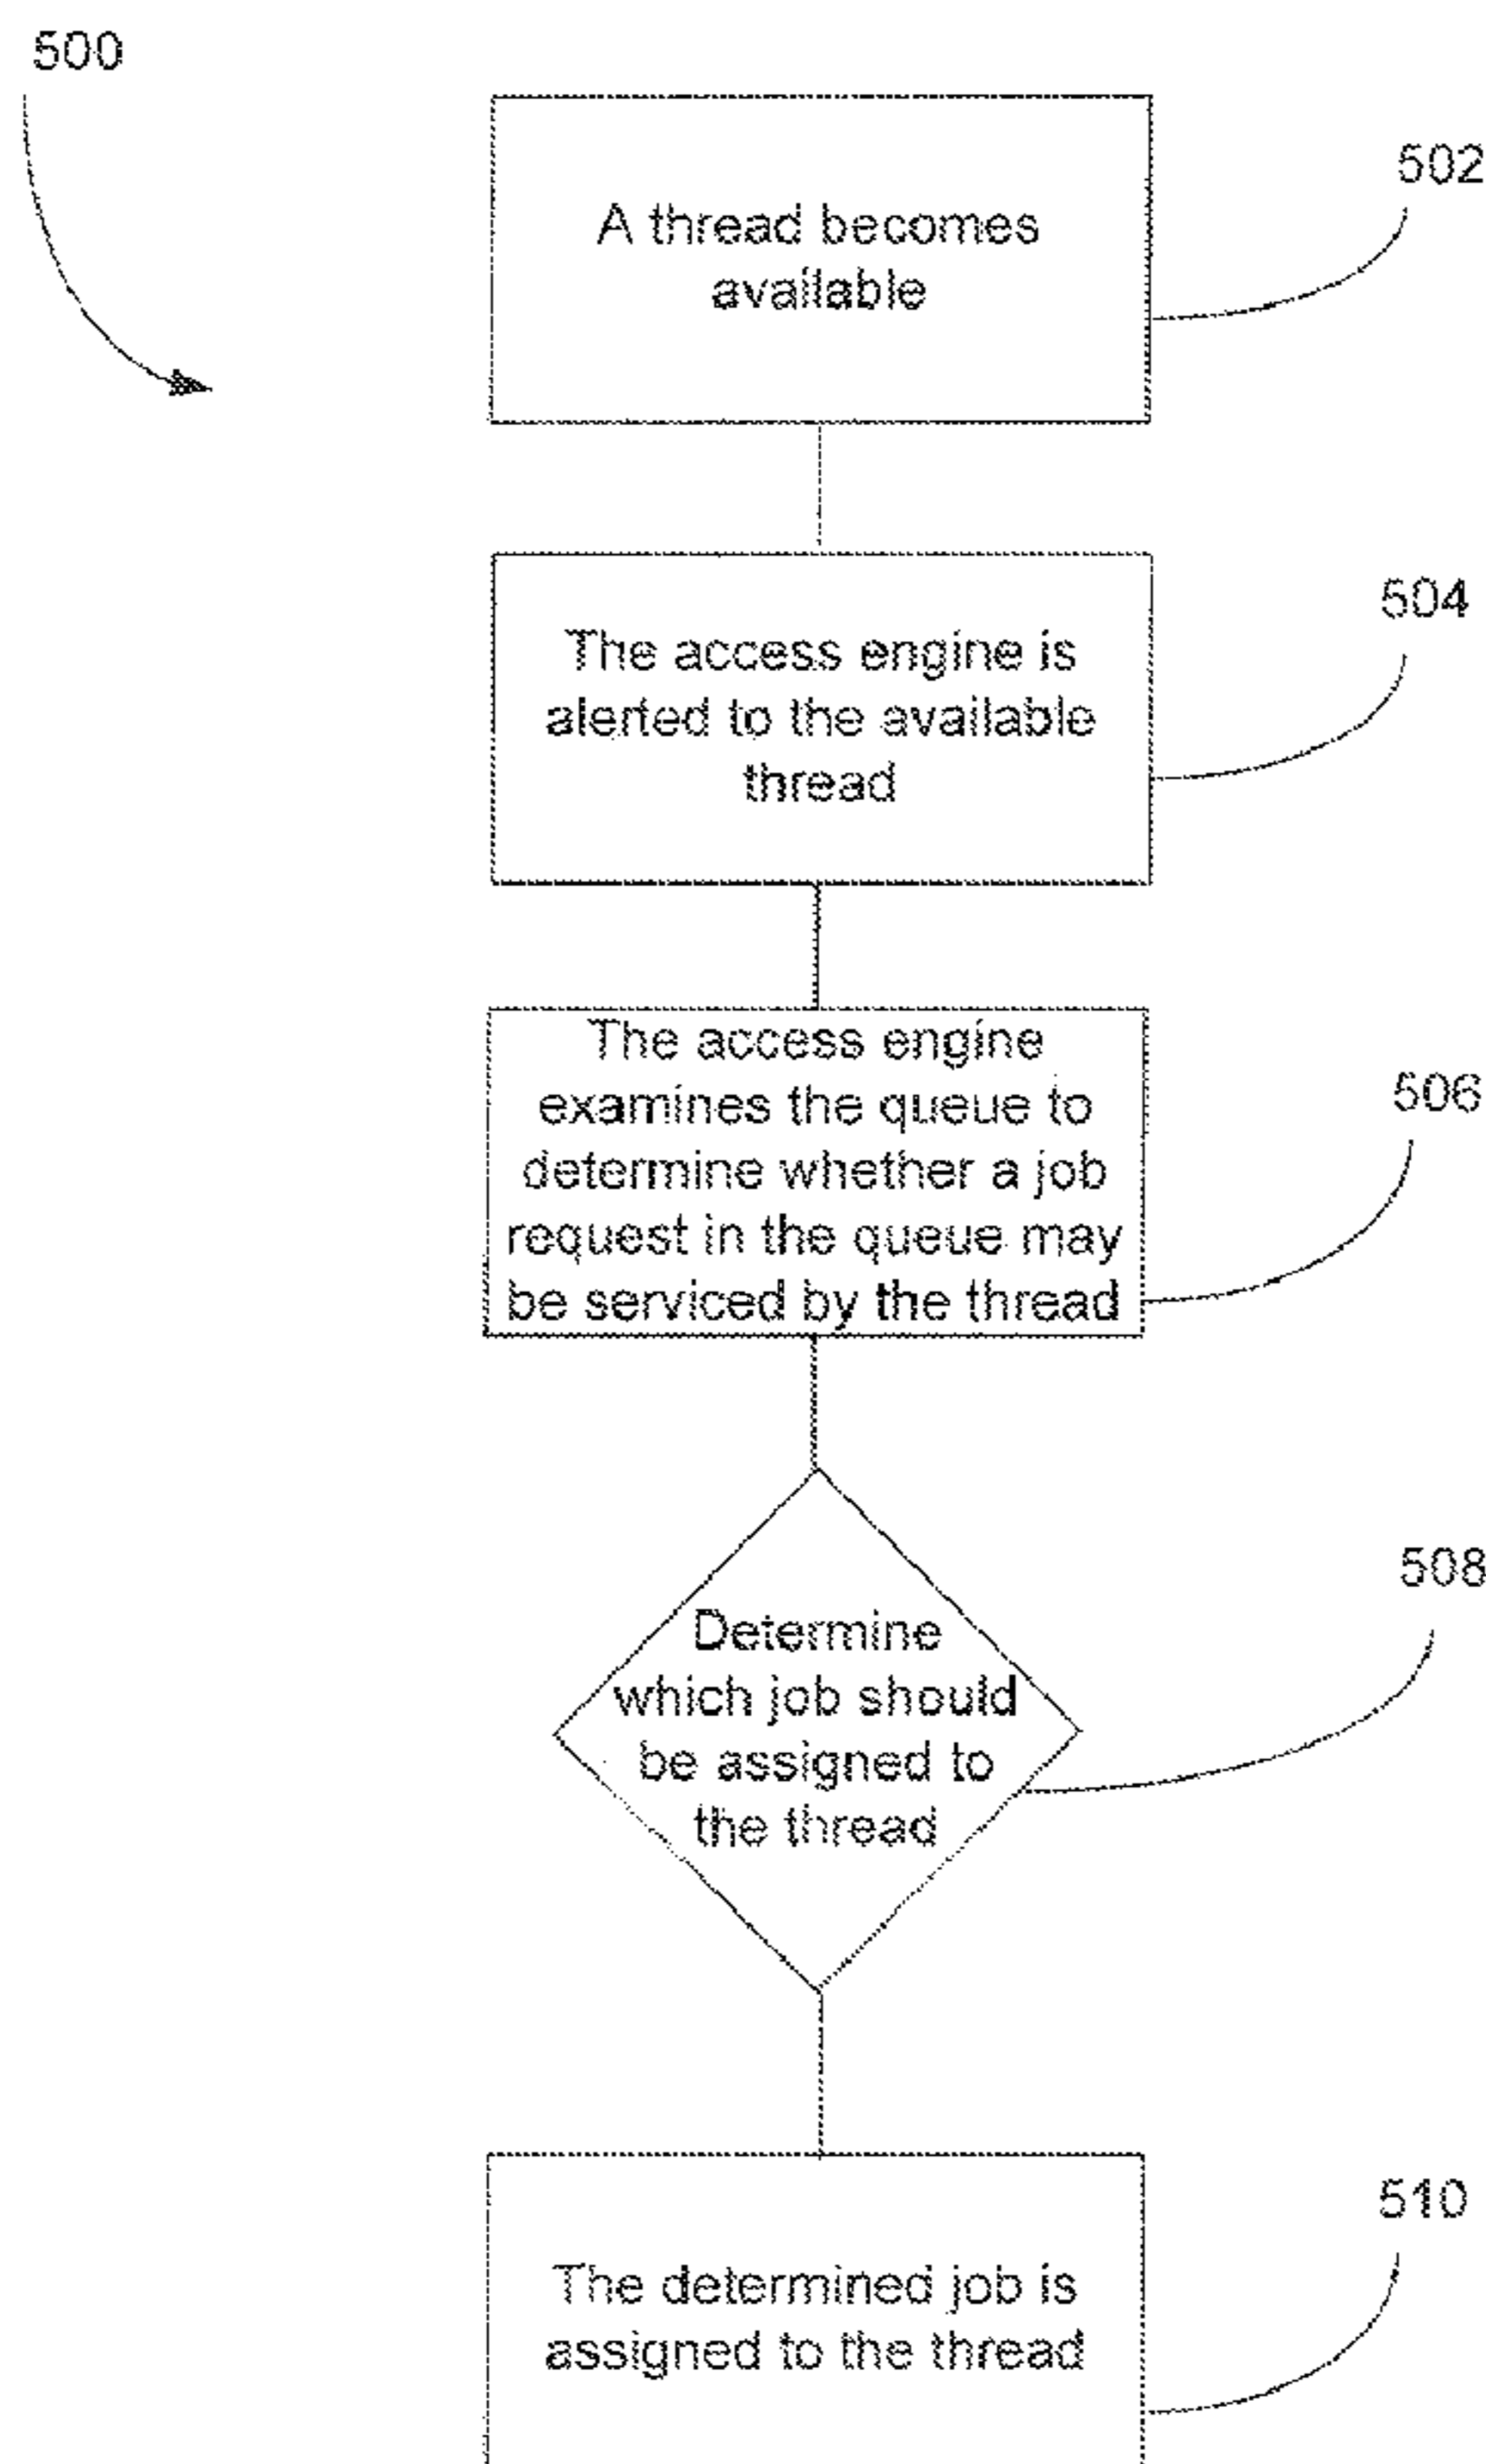 500
502
A thread becomes
available
504
The access engine is
alerted to the available
thread
506
The access engine
examines the queue to
determine whether a job
request in the queue may
be serviced by the thread
508
Determine
which job should
be assigned to
the thread
510
The determined job is
assigned to the thread